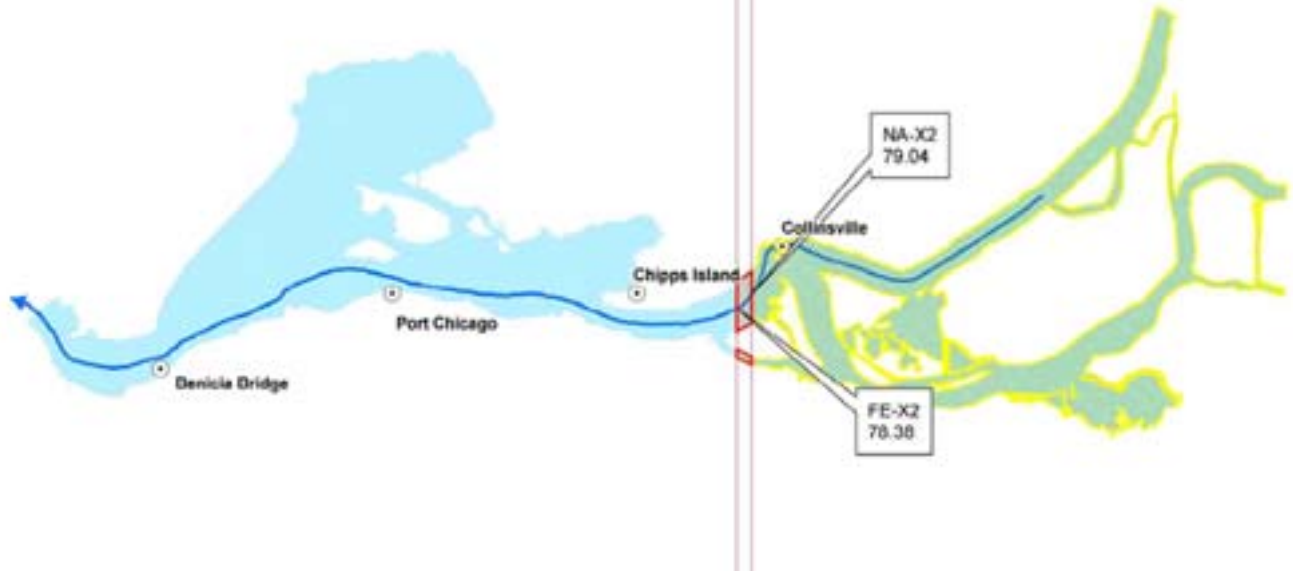 NA-X2
79.04
Collinsville
Chipps Island
Port Chicago
Benicia Bridge
FE-X2
78.38